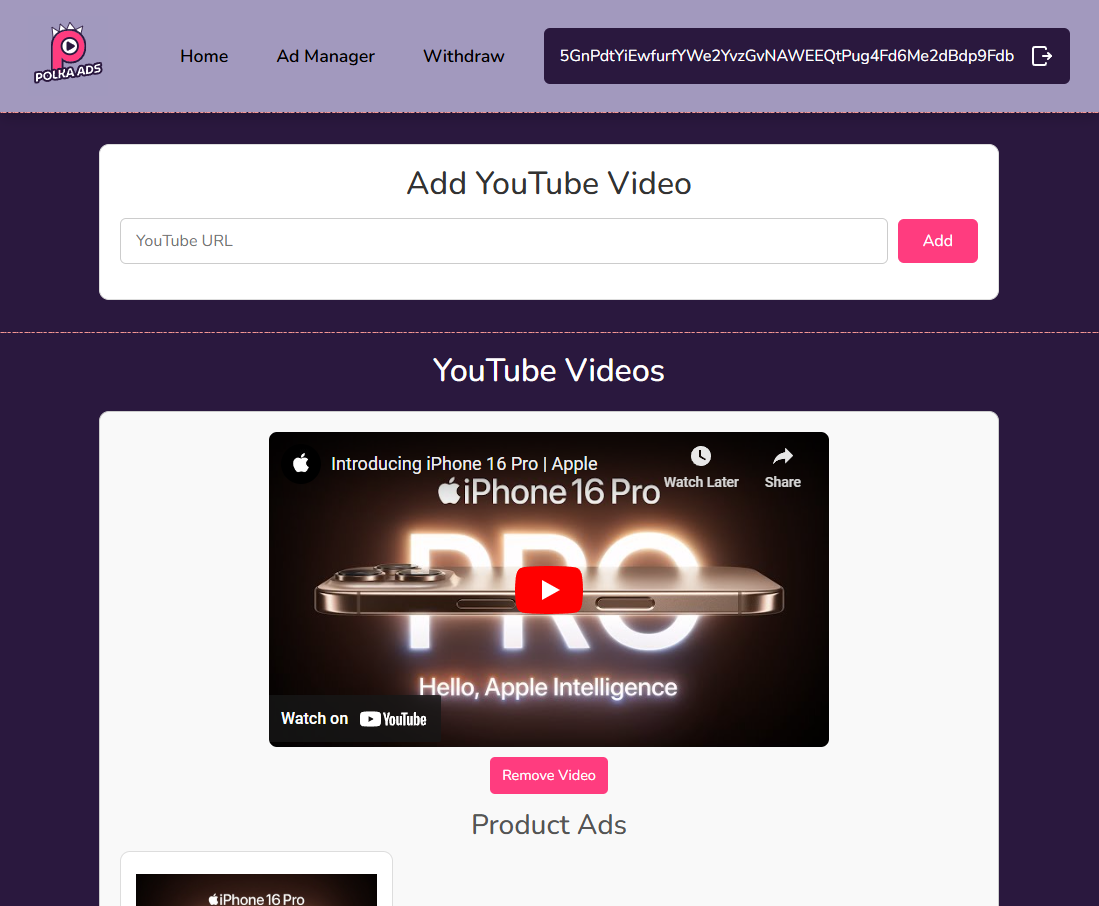 POLKA ADS
Home
Ad Manager
Withdraw
5GnPdtYiEwfurfYWe2YvzGvNAWEEQtPug4Fd6Me2dBdp9Fdb
Add YouTube Video
YouTube URL
Add
YouTube Videos
Introducing iPhone 16 Pro | Apple
Watch Later
Share
iPhone 16 Pro
PRO
Hello, Apple Intelligence
Watch on YouTube
Remove Video
Product Ads
iPhone 16 Pro